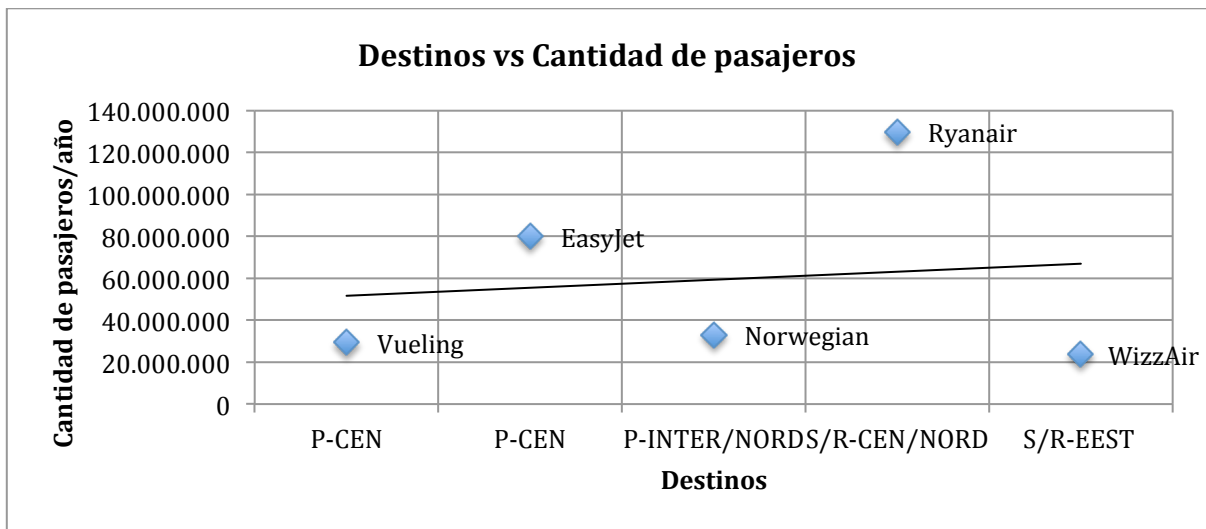 Destinos vs Cantidad de pasajeros
Cantidad de pasajeros/año
140.000.000
120.000.000
100.000.000
80.000.000
60.000.000
40.000.000
20.000.000
0
Ryanair
EasyJet
Norwegian
Vueling
WizzAir
P-CEN
P-CEN
P-INTER/NORD
S/R-CEN/NORD
S/R-EEST
Destinos